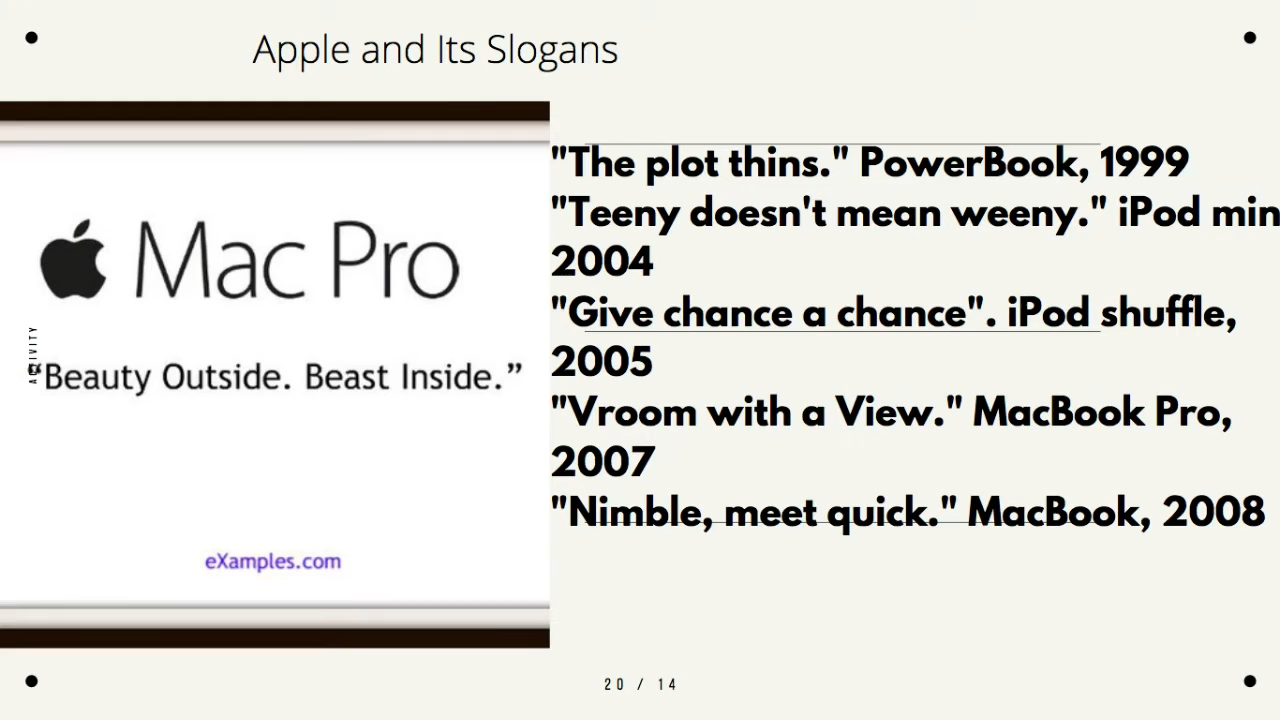 Apple and Its Slogans
Mac Pro
ACTIVITY
“Beauty Outside. Beast Inside.”
eXamples.com
"The plot thins." PowerBook, 1999
"Teeny doesn't mean weeny." iPod min
2004
"Give chance a chance". iPod shuffle,
2005
"Vroom with a View." MacBook Pro,
2007
"Nimble, meet quick." MacBook, 2008
20 / 14